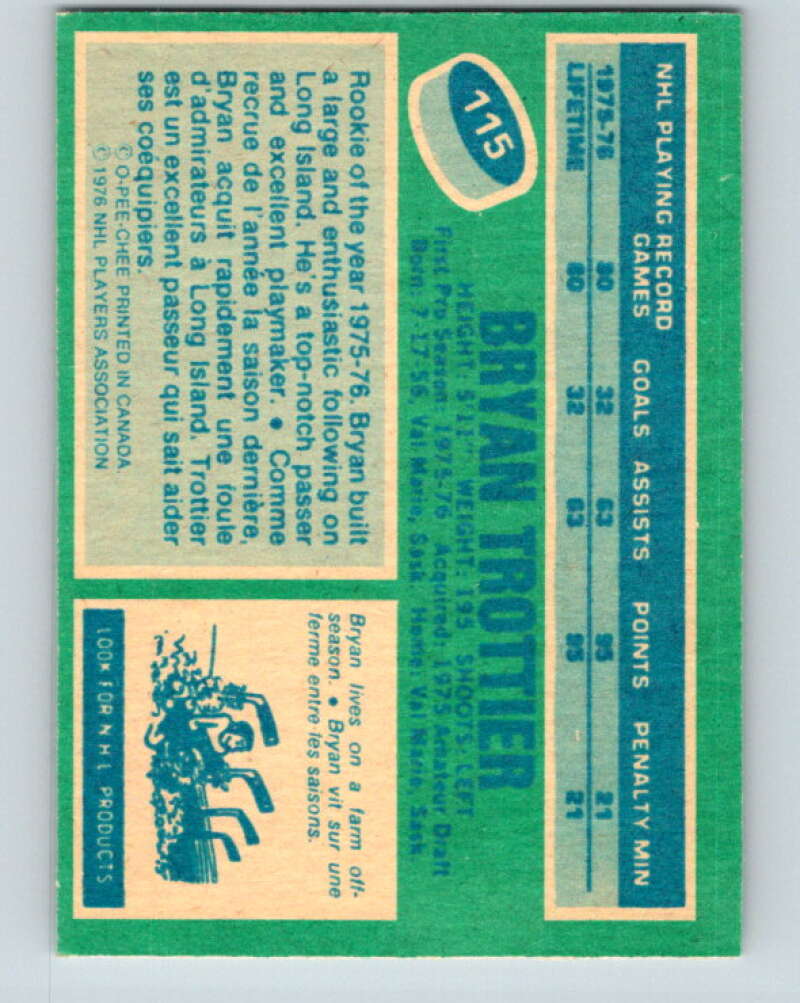 NHL PLAYING RECORD
GAMES GOALS ASSISTS POINTS PENALTY MIN
1975-76 80 32 63 95 21
LIFETIME 80 32 63 95 21
115
BRYAN TROTTIER
HEIGHT: 5'11" WEIGHT: 195 SHOOTS: LEFT
First Pro Season: 1975-76 Acquired: 1975 Amateur Draft
Born: 7-17-56 Val Marie, Sask. Home: Val Marie, Sask
Rookie of the year 1975-76. Bryan built
a large and enthusiastic following on
Long Island. He's a top-notch passer
and excellent playmaker. • Comme
recrue de l'année la saison dernière,
Bryan acquit rapidement une foule
d'admirateurs à Long Island. Trottier
est un excellent passeur qui sait aider
ses coéquipiers.
© O-PEE-CHEE PRINTED IN CANADA
© 1976 NHL PLAYERS ASSOCIATION
Bryan lives on a farm off-
season. • Bryan vit sur une
ferme entre les saisons.
LOOK FOR NHL PRODUCTS